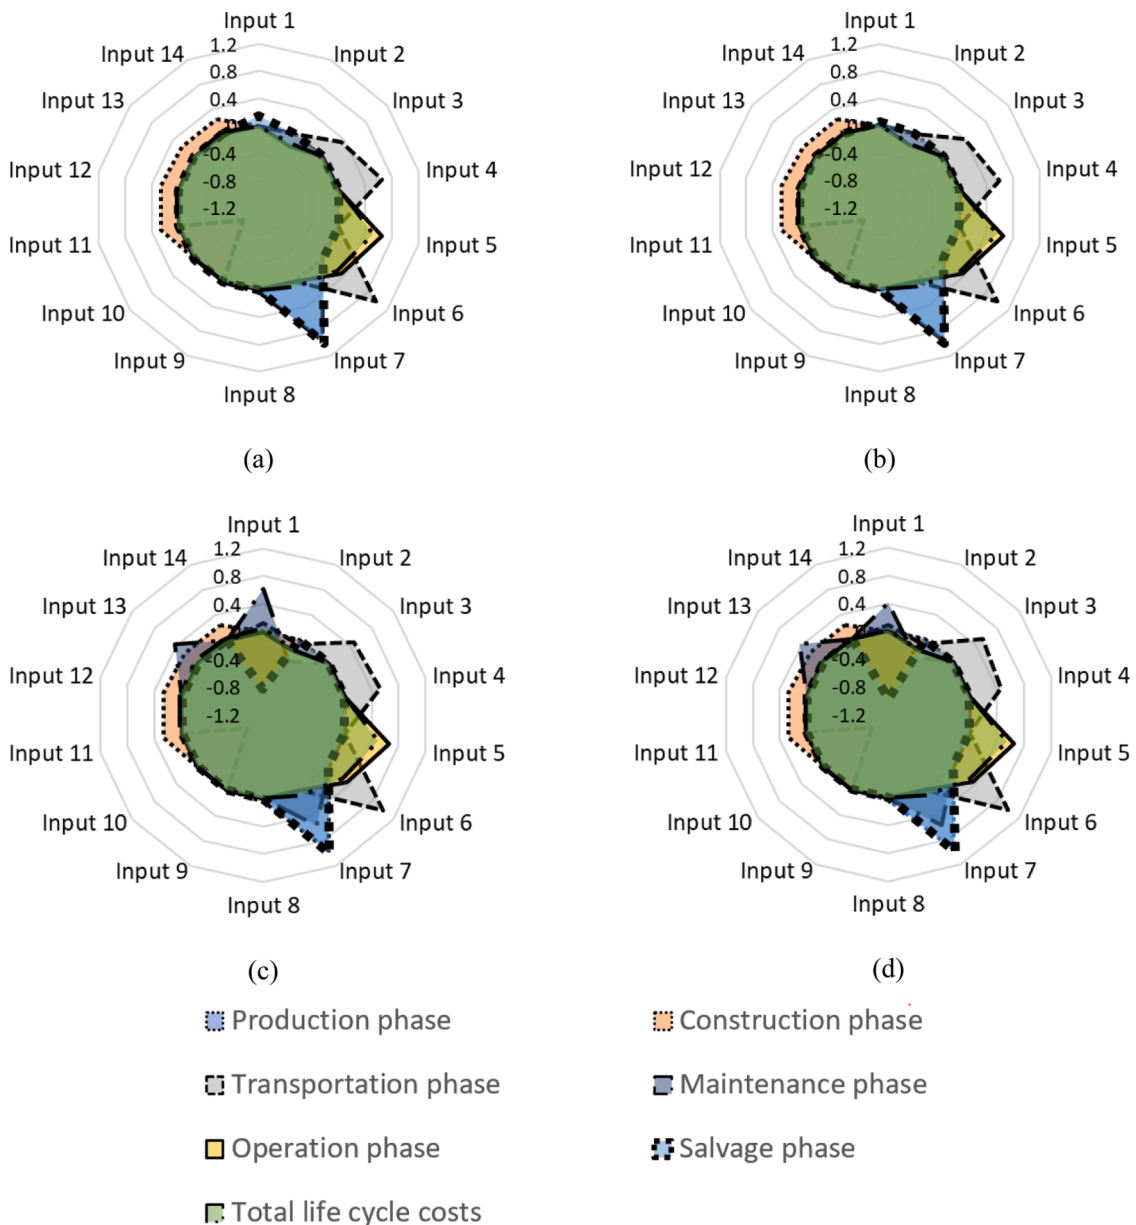 Input 1
Input 1
Input 14
1.2
Input 2
Input 14
1.2
Input 2
0.8
0.8
Input 13
0.4
Input 3
Input 13
0.4
Input 3
0
0
Input 12
-0.4
Input 4
Input 12
-0.4
Input 4
-0.8
-0.8
-1.2
-1.2
Input 11
Input 5
Input 11
Input 5
Input 10
Input 6
Input 10
Input 6
Input 9
Input 7
Input 9
Input 7
Input 8
Input 8
(a)
(b)
Input 1
Input 1
Input 14
1.2
Input 2
Input 14
1.2
Input 2
0.8
0.8
Input 13
0.4
Input 3
Input 13
0.4
Input 3
Input 12
-0.4
Input 4
Input 12
-0.4
Input 4
-0.8
-0.8
-1.2
-1.2
Input 11
Input 5
Input 11
Input 5
Input 10
Input 6
Input 10
Input 6
Input 9
Input 7
Input 9
Input 7
Input 8
Input 8
(c)
(d)
Production phase
Construction phase
Transportation phase
Maintenance phase
Operation phase
Salvage phase
Total life cycle costs